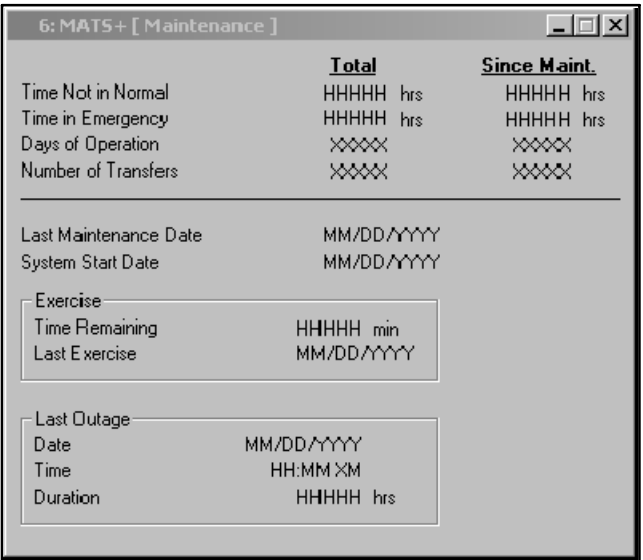 6: MATS+ [ Maintenance ]
Total Since Maint.
Time Not in Normal HHHHH hrs HHHHH hrs
Time in Emergency HHHHH hrs HHHHH hrs
Days of Operation XXXXX XXXXX
Number of Transfers XXXXX XXXXX
Last Maintenance Date MM/DD/YYYY
System Start Date MM/DD/YYYY
Exercise
Time Remaining HHHHH min
Last Exercise MM/DD/YYYY
Last Outage
Date MM/DD/YYYY
Time HH:MM XM
Duration HHHHH hrs